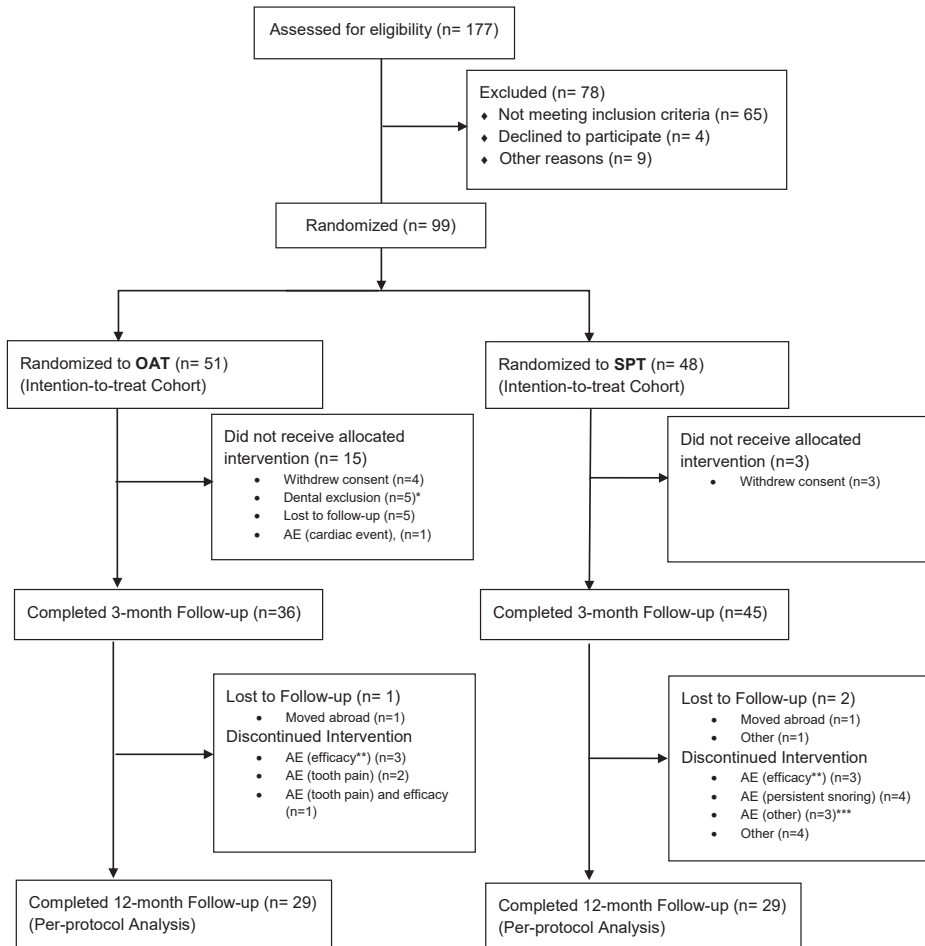 Assessed for eligibility (n= 177)
Excluded (n= 78)
♦ Not meeting inclusion criteria (n= 65)
♦ Declined to participate (n= 4)
♦ Other reasons (n= 9)
Randomized (n= 99)
Randomized to OAT (n= 51)
(Intention-to-treat Cohort)
Randomized to SPT (n= 48)
(Intention-to-treat Cohort)
Did not receive allocated
intervention (n= 15)
• Withdrew consent (n=4)
• Dental exclusion (n=5)*
• Lost to follow-up (n=5)
• AE (cardiac event), (n=1)
Did not receive allocated
intervention (n=3)
• Withdrew consent (n=3)
Completed 3-month Follow-up (n=36)
Completed 3-month Follow-up (n=45)
Lost to Follow-up (n= 1)
• Moved abroad (n=1)
Discontinued Intervention
• AE (efficacy**) (n=3)
• AE (tooth pain) (n=2)
• AE (tooth pain) and efficacy
(n=1)
Lost to Follow-up (n= 2)
• Moved abroad (n=1)
• Other (n=1)
Discontinued Intervention
• AE (efficacy**) (n=3)
• AE (persistent snoring) (n=4)
• AE (other) (n=3)***
• Other (n=4)
Completed 12-month Follow-up (n= 29)
(Per-protocol Analysis)
Completed 12-month Follow-up (n= 29)
(Per-protocol Analysis)